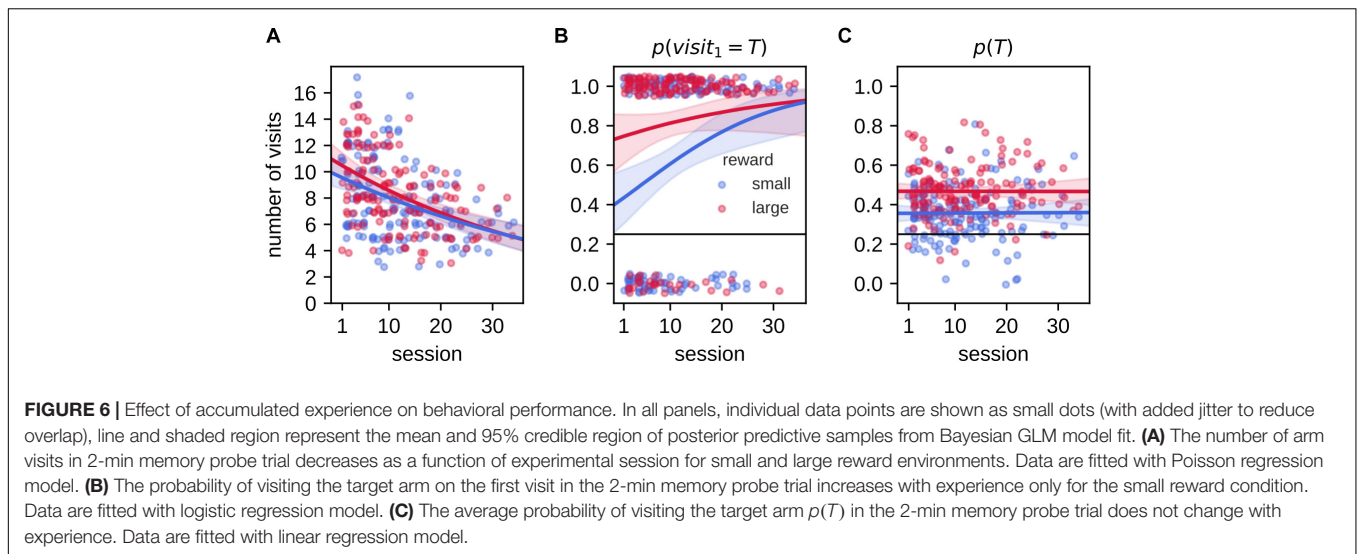 A
number of visits
16
14
12
10
8
6
4
2
0
1 10 20 30
session
B
p(visit₁ = T)
1.0
0.8
0.6
0.4
0.2
0.0
reward
small
large
1 10 20 30
session
C
p(T)
1.0
0.8
0.6
0.4
0.2
0.0
1 10 20 30
session
FIGURE 6 | Effect of accumulated experience on behavioral performance. In all panels, individual data points are shown as small dots (with added jitter to reduce
overlap), line and shaded region represent the mean and 95% credible region of posterior predictive samples from Bayesian GLM model fit. (A) The number of arm
visits in 2-min memory probe trial decreases as a function of experimental session for small and large reward environments. Data are fitted with Poisson regression
model. (B) The probability of visiting the target arm on the first visit in the 2-min memory probe trial increases with experience only for the small reward condition.
Data are fitted with logistic regression model. (C) The average probability of visiting the target arm p(T) in the 2-min memory probe trial does not change with
experience. Data are fitted with linear regression model.